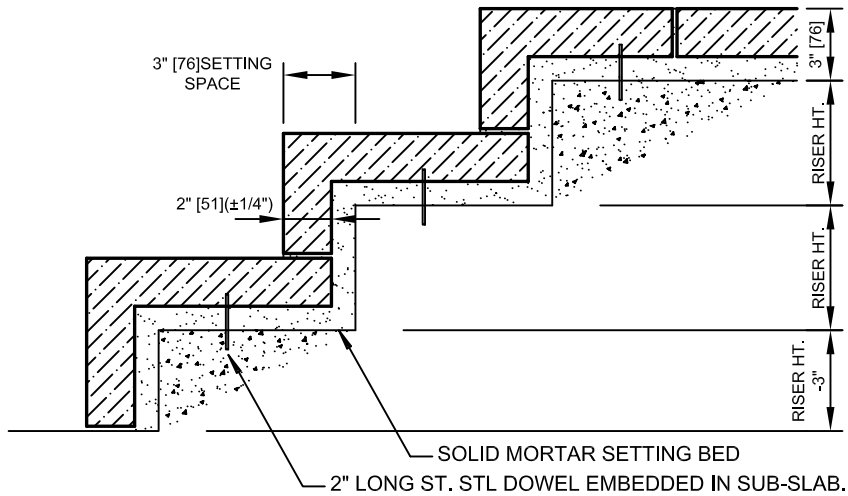 3" [76]SETTING
SPACE
3" [76]
RISER HT.
2" [51](±1/4")
RISER HT.
RISER HT.
-3"
SOLID MORTAR SETTING BED
2" LONG ST. STL DOWEL EMBEDDED IN SUB-SLAB.